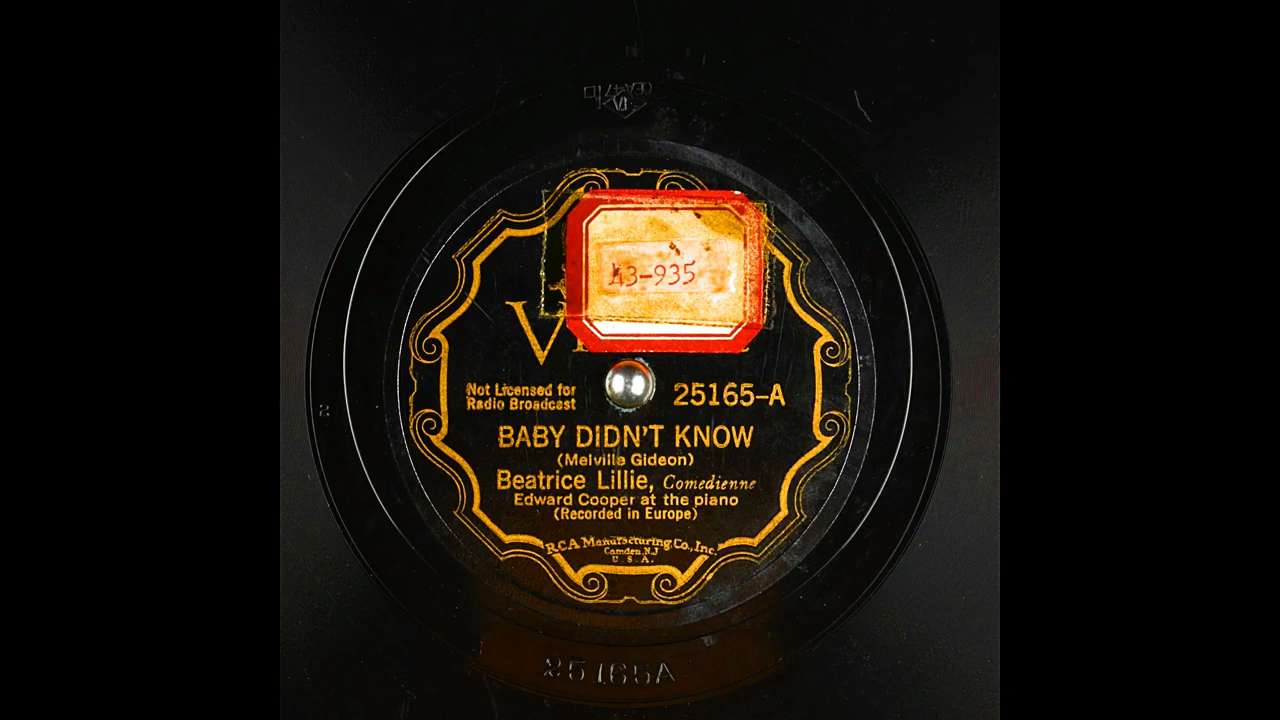 43-935
V
Not Licensed for
Radio Broadcast
25165-A
BABY DIDN'T KNOW
(Melville Gideon)
Beatrice Lillie, Comedienne
Edward Cooper at the piano
(Recorded in Europe)
RCA Manufacturing Co., Inc.
Camden, N.J.
U. S. A.
25165A